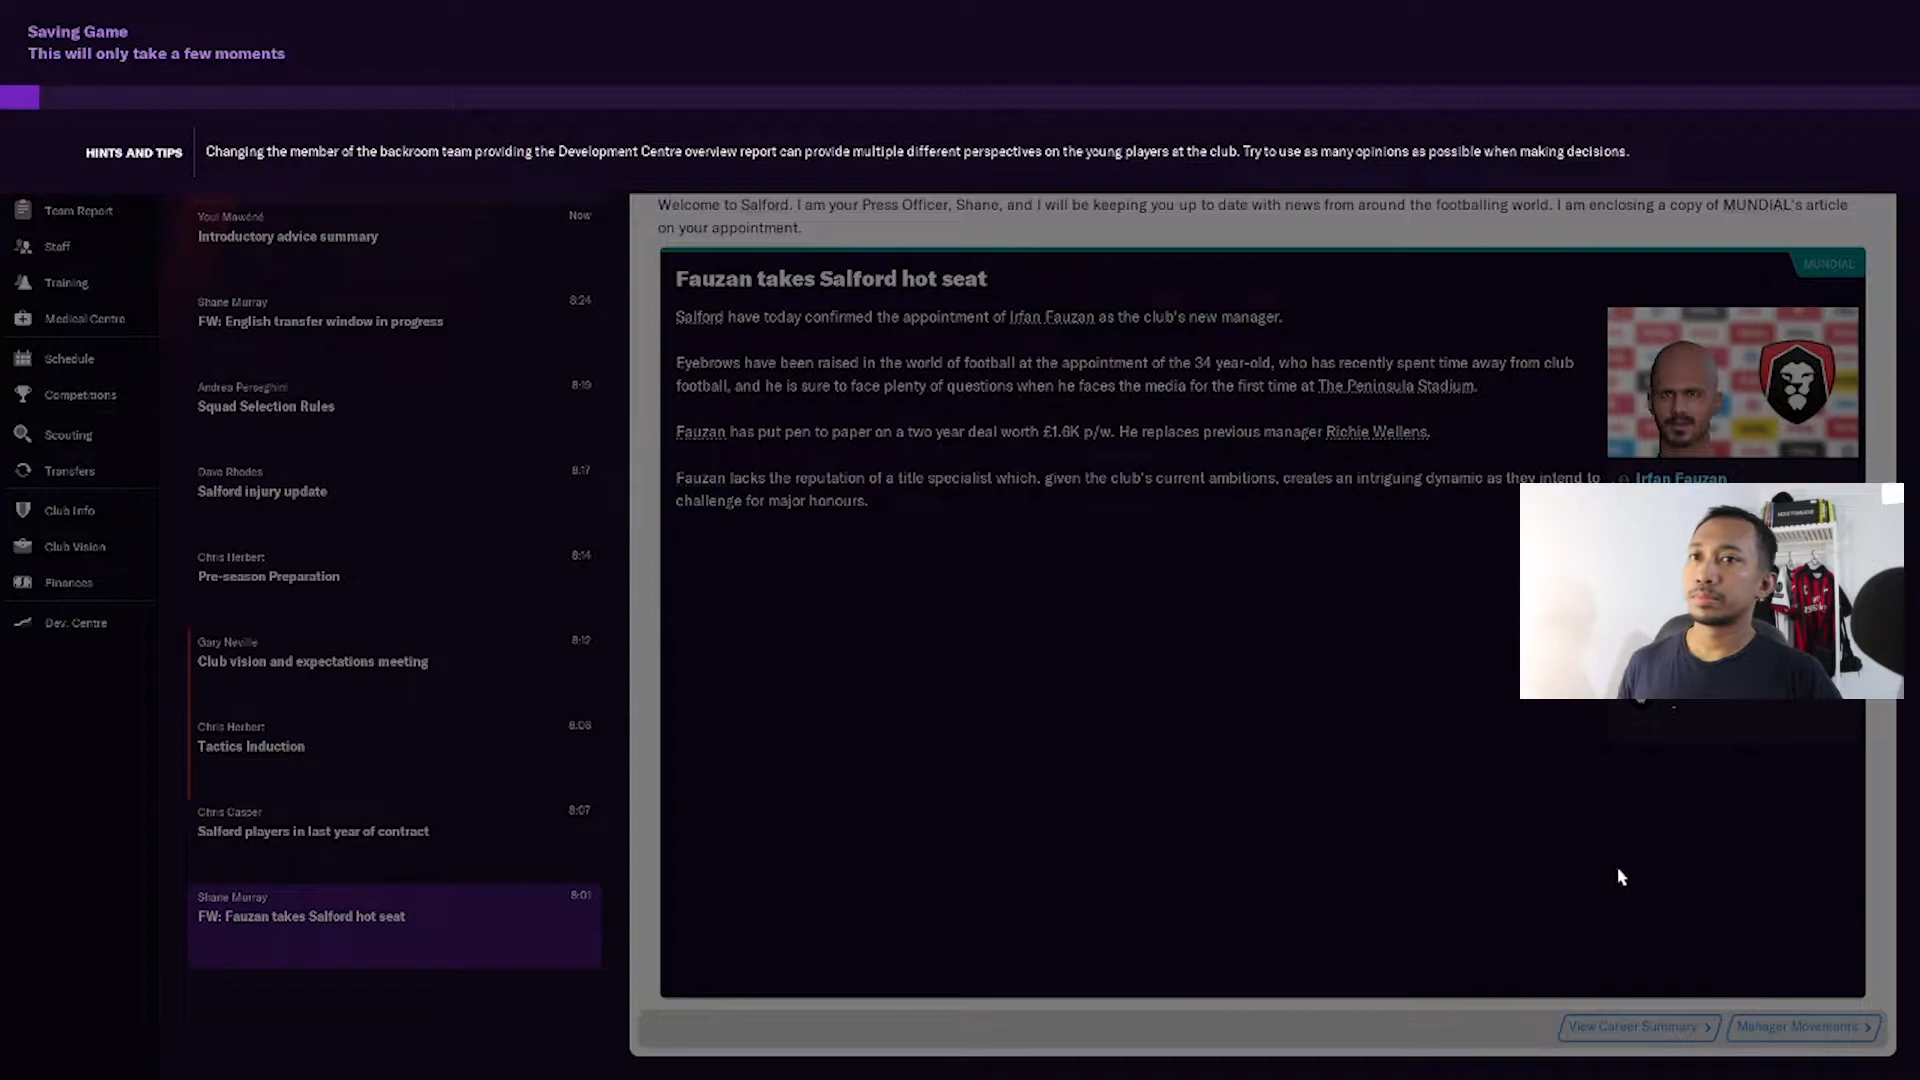 Saving Game
This will only take a few moments
HINTS AND TIPS
Changing the member of the backroom team providing the Development Centre overview report can provide multiple different perspectives on the young players at the club. Try to use as many opinions as possible when making decisions.
Team Report
Staff
Training
Medical Centre
Schedule
Competitions
Scouting
Transfers
Club Info
Club Vision
Finances
Dev. Centre
Youl Mawéné
Now
Introductory advice summary
Shane Murray
8:24
FW: English transfer window in progress
Andrea Perseghini
8:19
Squad Selection Rules
Dave Rhodes
8:17
Salford injury update
Chris Herbert
8:14
Pre-season Preparation
Gary Neville
8:12
Club vision and expectations meeting
Chris Herbert
8:08
Tactics Induction
Chris Casper
8:07
Salford players in last year of contract
Shane Murray
8:01
FW: Fauzan takes Salford hot seat
Welcome to Salford. I am your Press Officer, Shane, and I will be keeping you up to date with news from around the footballing world. I am enclosing a copy of MUNDIAL's article
on your appointment.
MUNDIAL
Fauzan takes Salford hot seat
Salford have today confirmed the appointment of Irfan Fauzan as the club's new manager.
Eyebrows have been raised in the world of football at the appointment of the 34 year-old, who has recently spent time away from club
football, and he is sure to face plenty of questions when he faces the media for the first time at The Peninsula Stadium.
Fauzan has put pen to paper on a two year deal worth £1.6K p/w. He replaces previous manager Richie Wellens.
Fauzan lacks the reputation of a title specialist which, given the club's current ambitions, creates an intriguing dynamic as they intend to
challenge for major honours.
Irfan Fauzan
View Career Summary
Manager Movements